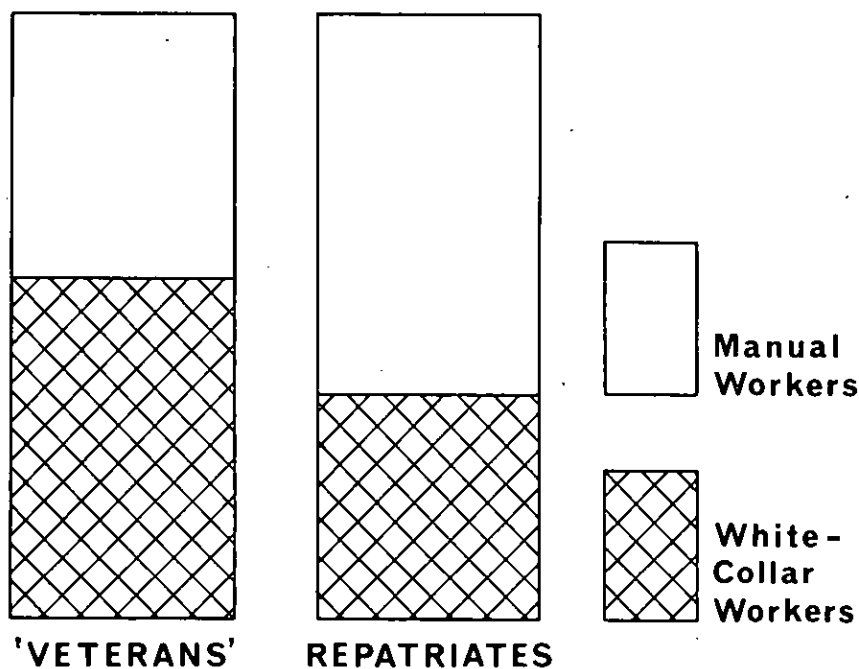 Manual
Workers
White-
Collar
Workers
'VETERANS'
REPATRIATES